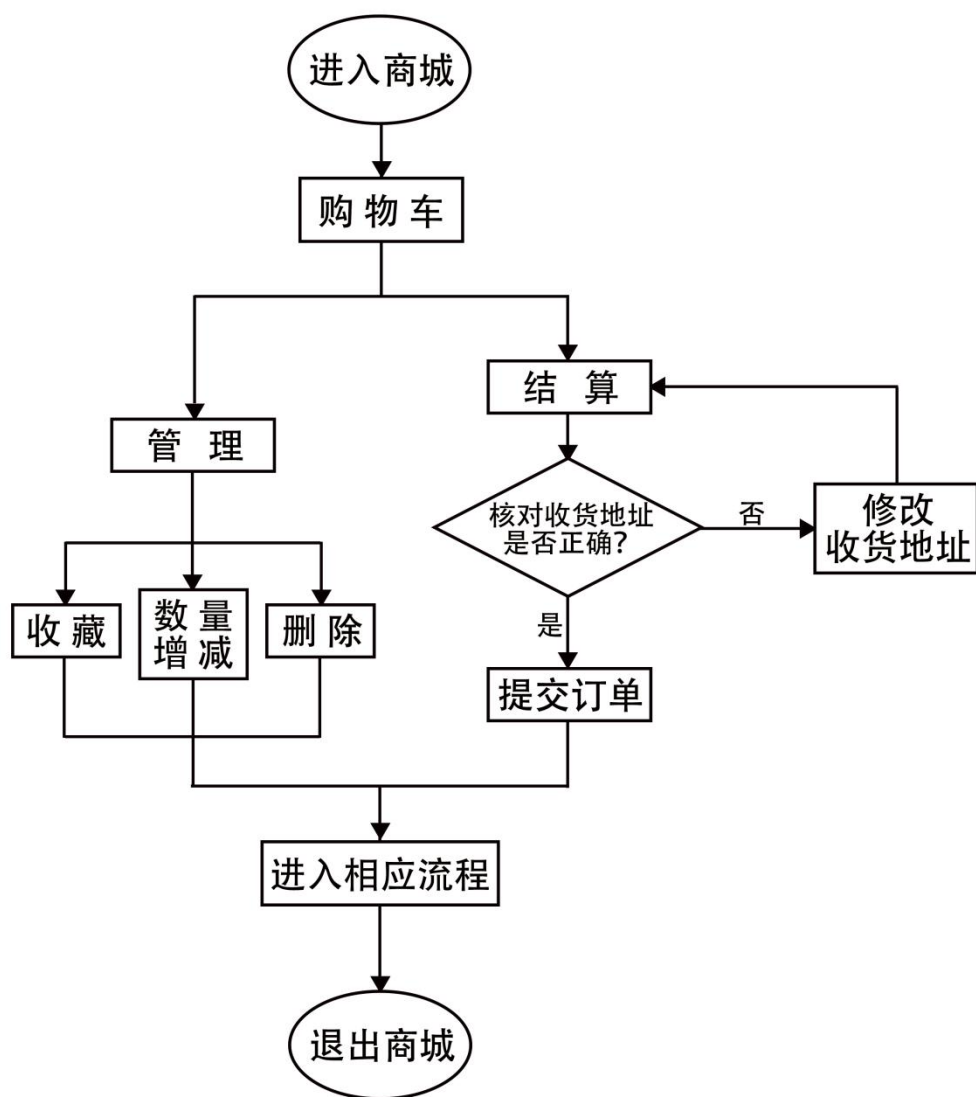 进入商城
购物车
结算
管理
核对收货地址
是否正确？
否
修改
收货地址
收藏
数量
增减
删除
是
提交订单
进入相应流程
退出商城